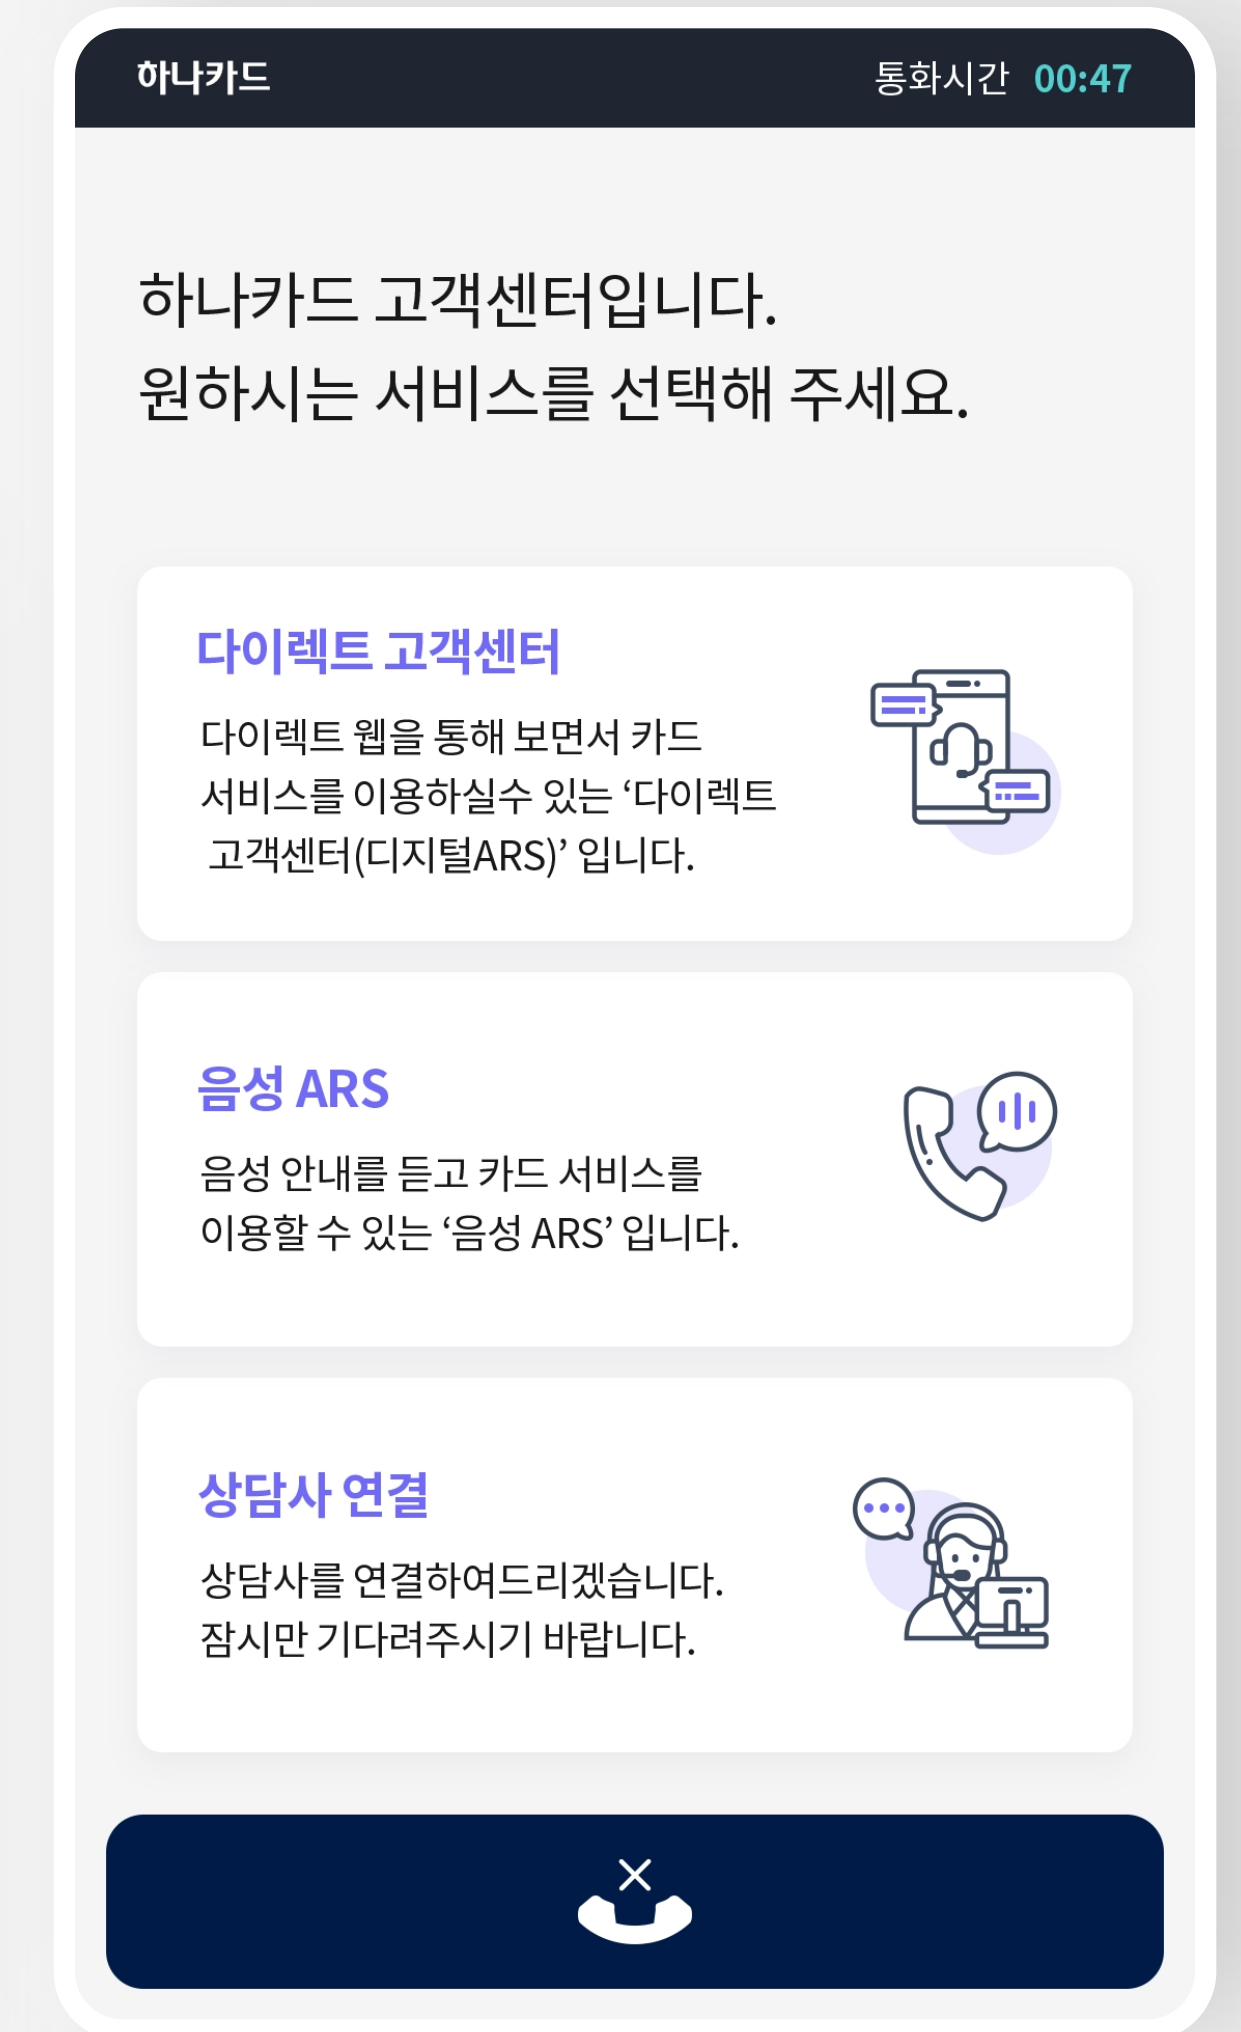 하나카드
통화시간 00:47
하나카드 고객센터입니다.
원하시는 서비스를 선택해 주세요.
다이렉트 고객센터
다이렉트 웹을 통해 보면서 카드
서비스를 이용하실수 있는 ‘다이렉트
고객센터(디지털ARS)’ 입니다.
음성 ARS
음성 안내를 듣고 카드 서비스를
이용할 수 있는 ‘음성 ARS’ 입니다.
상담사 연결
상담사를 연결하여드리겠습니다.
잠시만 기다려주시기 바랍니다.